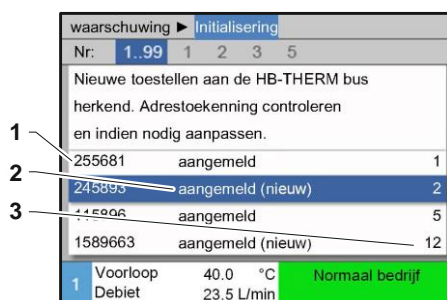 waarschuwing ► Initialisering
Nr: 1..99 1 2 3 5
Nieuwe toestellen aan de HB-THERM bus
herkend. Adrestoekenning controleren
en indien nodig aanpassen.
1
255681 aangemeld 1
2
245893 aangemeld (nieuw) 2
3
115896 aangemeld 5
1589663 aangemeld (nieuw) 12
1 Voorloop 40.0 °C Normaal bedrijf
Debiet 23.5 L/min